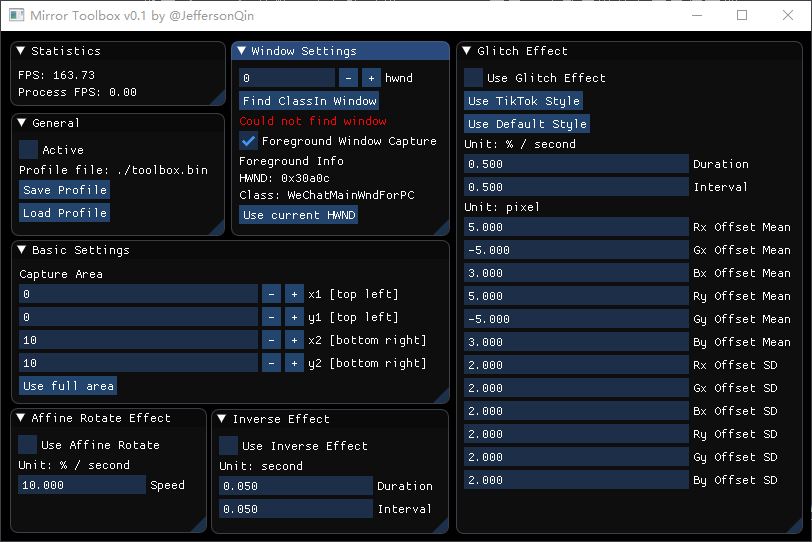 Mirror Toolbox v0.1 by @JeffersonQin
Statistics
FPS: 163.73
Process FPS: 0.00
General
Active
Profile file: ./toolbox.bin
Save Profile
Load Profile
Window Settings
0 - + hwnd
Find ClassIn Window
Could not find window
Foreground Window Capture
Foreground Info
HWND: 0x30a0c
Class: WeChatMainWndForPC
Use current HWND
Basic Settings
Capture Area
0 - + x1 [top left]
0 - + y1 [top left]
10 - + x2 [bottom right]
10 - + y2 [bottom right]
Use full area
Affine Rotate Effect
Use Affine Rotate
Unit: % / second
10.000 Speed
Inverse Effect
Use Inverse Effect
Unit: second
0.050 Duration
0.050 Interval
Glitch Effect
Use Glitch Effect
Use TikTok Style
Use Default Style
Unit: % / second
0.500 Duration
0.500 Interval
Unit: pixel
5.000 Rx Offset Mean
-5.000 Gx Offset Mean
3.000 Bx Offset Mean
5.000 Ry Offset Mean
-5.000 Gy Offset Mean
3.000 By Offset Mean
2.000 Rx Offset SD
2.000 Gx Offset SD
2.000 Bx Offset SD
2.000 Ry Offset SD
2.000 Gy Offset SD
2.000 By Offset SD